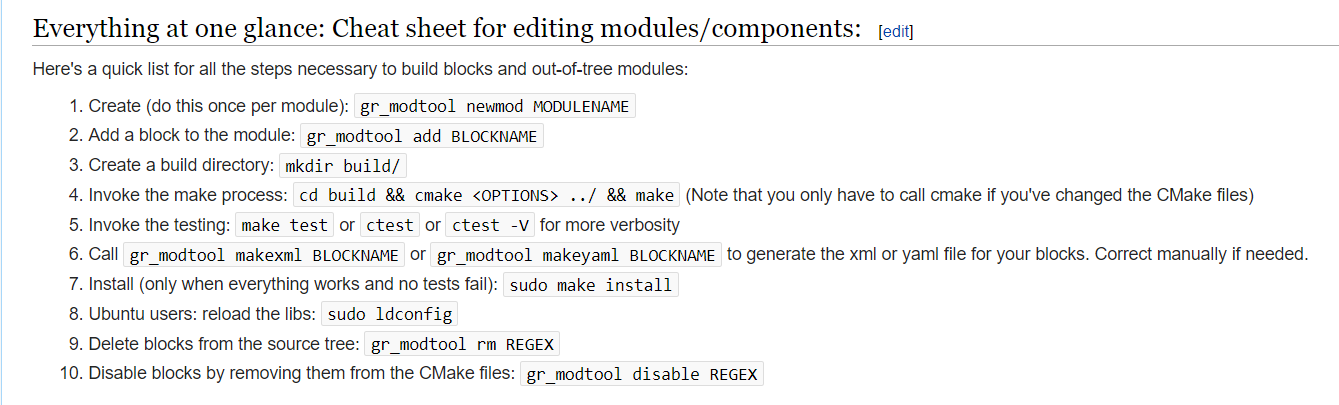 Everything at one glance: Cheat sheet for editing modules/components: [edit]
Here's a quick list for all the steps necessary to build blocks and out-of-tree modules:
1. Create (do this once per module): gr_modtool newmod MODULENAME
2. Add a block to the module: gr_modtool add BLOCKNAME
3. Create a build directory: mkdir build/
4. Invoke the make process: cd build && cmake <OPTIONS> ../ && make (Note that you only have to call cmake if you've changed the CMake files)
5. Invoke the testing: make test or ctest or ctest -V for more verbosity
6. Call gr_modtool makexml BLOCKNAME or gr_modtool makeyaml BLOCKNAME to generate the xml or yaml file for your blocks. Correct manually if needed.
7. Install (only when everything works and no tests fail): sudo make install
8. Ubuntu users: reload the libs: sudo ldconfig
9. Delete blocks from the source tree: gr_modtool rm REGEX
10. Disable blocks by removing them from the CMake files: gr_modtool disable REGEX